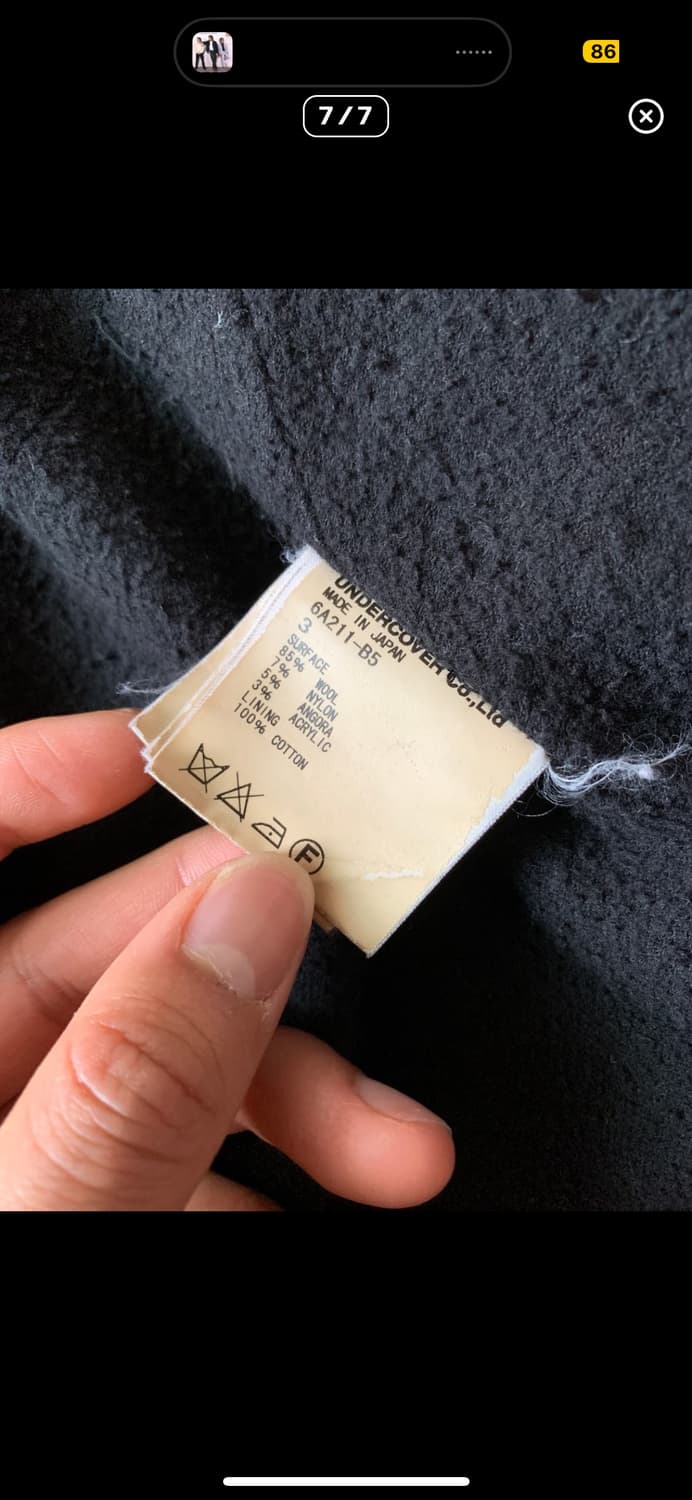 86
7/7
UNDERCOVER Co.,Ltd
MADE IN JAPAN
6A211-B5
3
SURFACE
85% WOOL
7% NYLON
5% ANGORA
3% ACRYLIC
LINING
100% COTTON
F